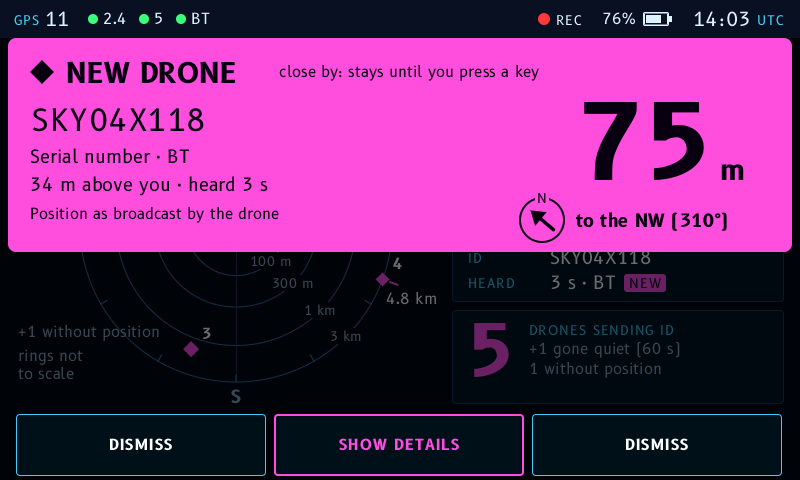 GPS 11 2.4 5 BT REC 76% 14:03 UTC
NEW DRONE close by: stays until you press a key
SKY04X118
75 m
Serial number · BT
34 m above you · heard 3 s
Position as broadcast by the drone
N
to the NW (310°)
100 m
300 m
1 km
3 km
4
4.8 km
3
+1 without position
rings not
to scale
S
ID SKY04X118
HEARD 3 s · BT NEW
5
DRONES SENDING ID
+1 gone quiet (60 s)
1 without position
DISMISS
SHOW DETAILS
DISMISS